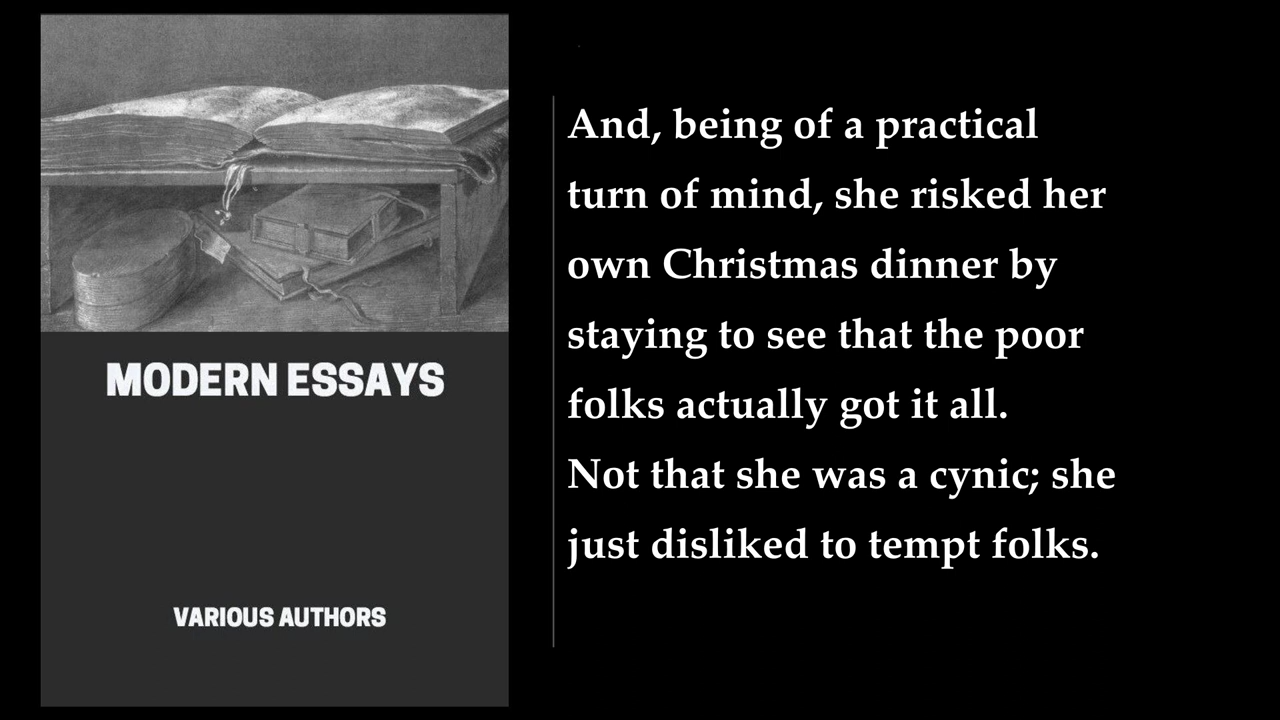 MODERN ESSAYS
VARIOUS AUTHORS
And, being of a practical
turn of mind, she risked her
own Christmas dinner by
staying to see that the poor
folks actually got it all.
Not that she was a cynic; she
just disliked to tempt folks.